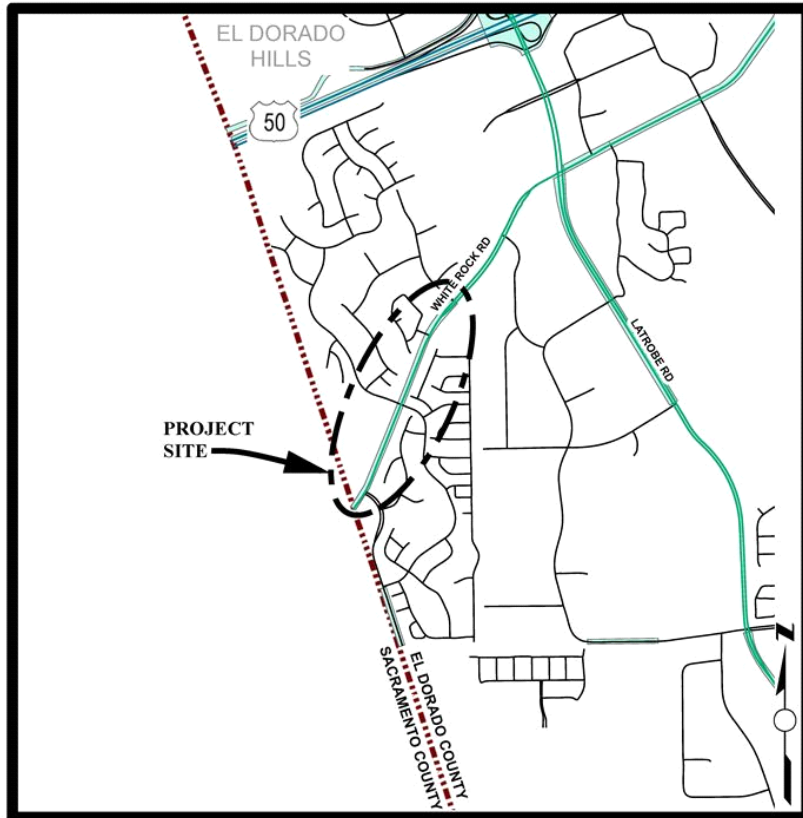 EL DORADO
HILLS
50
WHITE ROCK RD
LATROBE RD
PROJECT
SITE
EL DORADO COUNTY
SACRAMENTO COUNTY
N